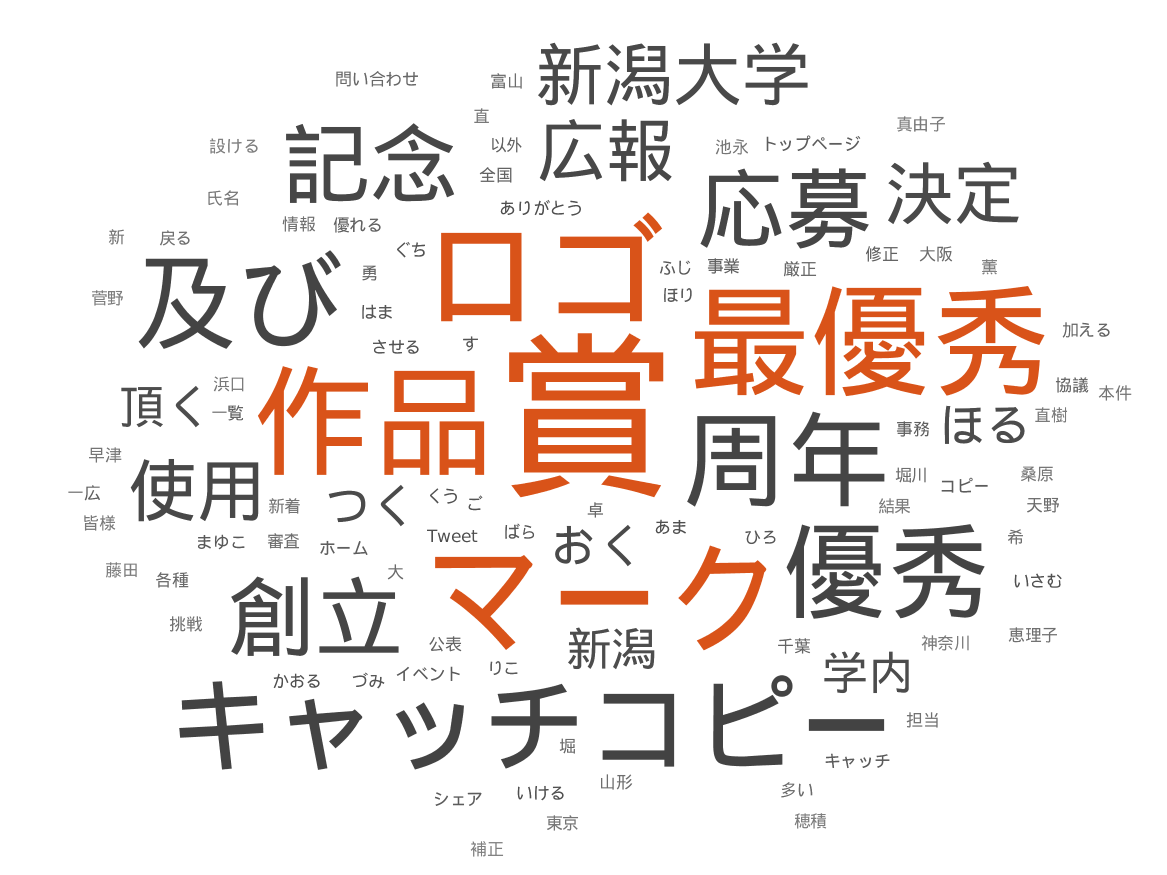 新潟大学
問い合わせ
富山
直
広報
真由子
記念
設ける
以外
池永
トップページ
全国
応募
決定
氏名
ありがとう
情報
優れる
ロゴ
新
戻る
ぐち
及び
勇
ふじ
事業
厳正
修正
大阪
薫
菅野
はま
ほり
最優秀
させる
す
加える
賞
作品
浜口
協議
本件
頂く
一覧
周年
事務
ほる
直樹
早津
使用
堀川
コピー
桑原
一広
新着
つく
くう
ご
結果
天野
皆様
卓
あま
まゆこ
審査
ホーム
Tweet
ばら
おく
ひろ
優秀
希
藤田
各種
大
マーク
いさむ
創立
挑戦
公表
新潟
千葉
神奈川
恵理子
かおる
づみ
イベント
りこ
学内
キャッチコピー
担当
堀
キャッチ
シェア
いける
山形
多い
東京
穂積
補正